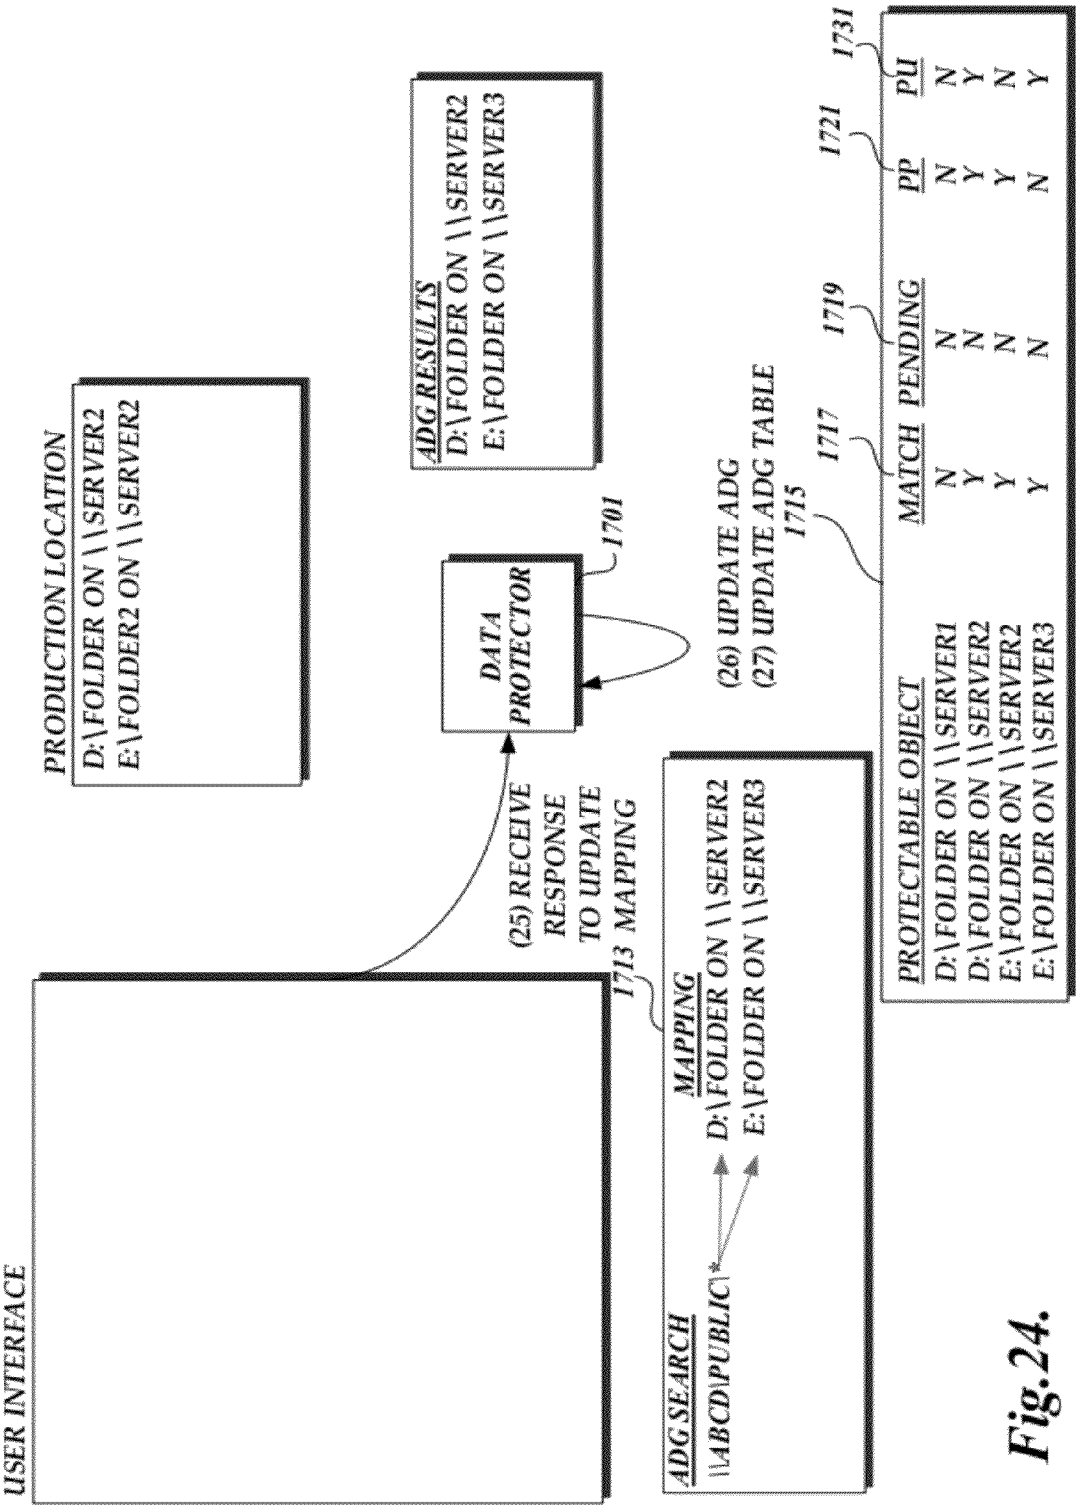 USER INTERFACE
PRODUCTION LOCATION
D:\FOLDER ON \\SERVER2
E:\FOLDER2 ON \\SERVER2
ADG RESULTS
D:\FOLDER ON \\SERVER2
E:\FOLDER ON \\SERVER3
DATA
PROTECTOR
1701
(25) RECEIVE
RESPONSE
TO UPDATE
MAPPING
(26) UPDATE ADG
(27) UPDATE ADG TABLE
1713
ADG SEARCH MAPPING
\\ABCD\PUBLIC\* D:\FOLDER ON \\SERVER2
E:\FOLDER ON \\SERVER3
1715 1717 1719 1721 1731
PROTECTABLE OBJECT MATCH PENDING PP PU
D:\FOLDER ON \\SERVER1 N N N N
D:\FOLDER ON \\SERVER2 Y N Y Y
E:\FOLDER ON \\SERVER2 Y N Y N
E:\FOLDER ON \\SERVER3 Y N N Y
Fig.24.